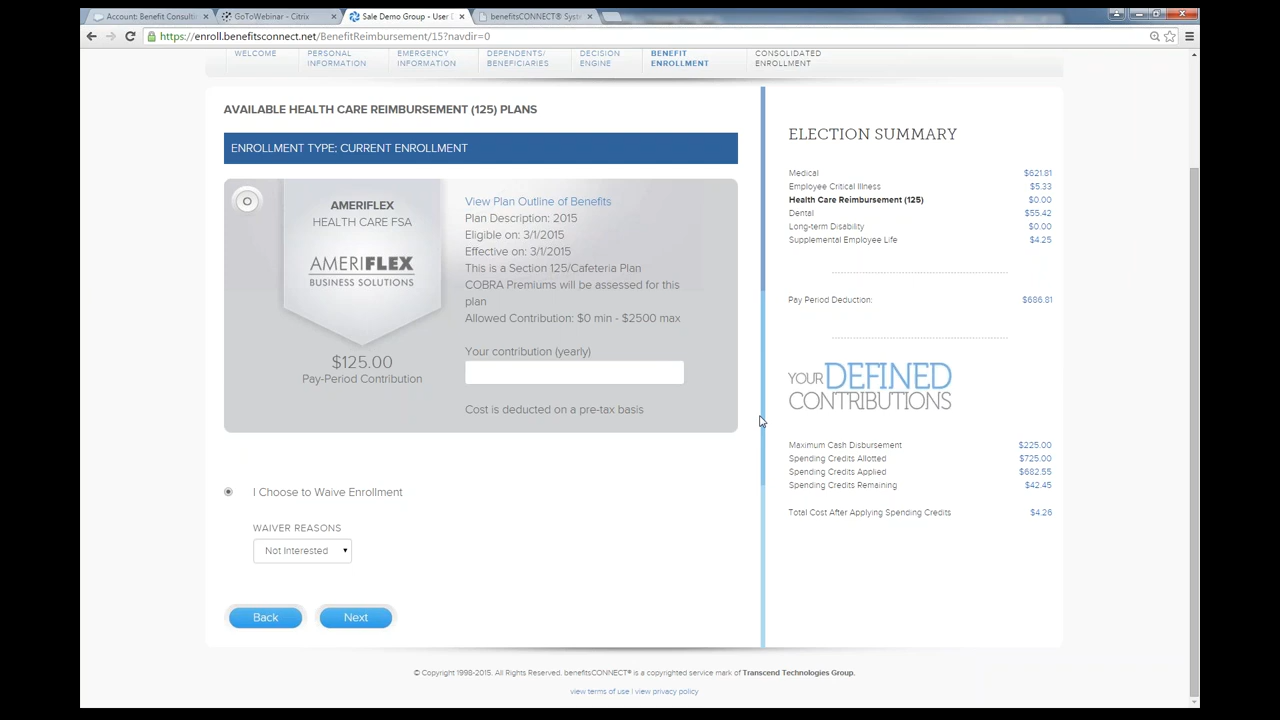 Account: Benefit Consulti
GoToWebinar - Citrix
Sale Demo Group - User D
benefitsCONNECT® Syst
https://enroll.benefitsconnect.net/BenefitReimbursement/15?navdir=0
WELCOME
PERSONAL
INFORMATION
EMERGENCY
INFORMATION
DEPENDENTS/
BENEFICIARIES
DECISION
ENGINE
BENEFIT
ENROLLMENT
CONSOLIDATED
ENROLLMENT
AVAILABLE HEALTH CARE REIMBURSEMENT (125) PLANS
ENROLLMENT TYPE: CURRENT ENROLLMENT
AMERIFLEX
HEALTH CARE FSA
AMERIFLEX
BUSINESS SOLUTIONS
$125.00
Pay-Period Contribution
View Plan Outline of Benefits
Plan Description: 2015
Eligible on: 3/1/2015
Effective on: 3/1/2015
This is a Section 125/Cafeteria Plan
COBRA Premiums will be assessed for this
plan
Allowed Contribution: $0 min - $2500 max
Your contribution (yearly)
Cost is deducted on a pre-tax basis
I Choose to Waive Enrollment
WAIVER REASONS
Not Interested
Back
Next
ELECTION SUMMARY
Medical $621.81
Employee Critical Illness $5.33
Health Care Reimbursement (125) $0.00
Dental $55.42
Long-term Disability $0.00
Supplemental Employee Life $4.25
Pay Period Deduction: $686.81
YOUR DEFINED
CONTRIBUTIONS
Maximum Cash Disbursement $225.00
Spending Credits Allotted $725.00
Spending Credits Applied $682.55
Spending Credits Remaining $42.45
Total Cost After Applying Spending Credits $4.26
© Copyright 1998-2015. All Rights Reserved. benefitsCONNECT® is a copyrighted service mark of Transcend Technologies Group.
view terms of use | view privacy policy